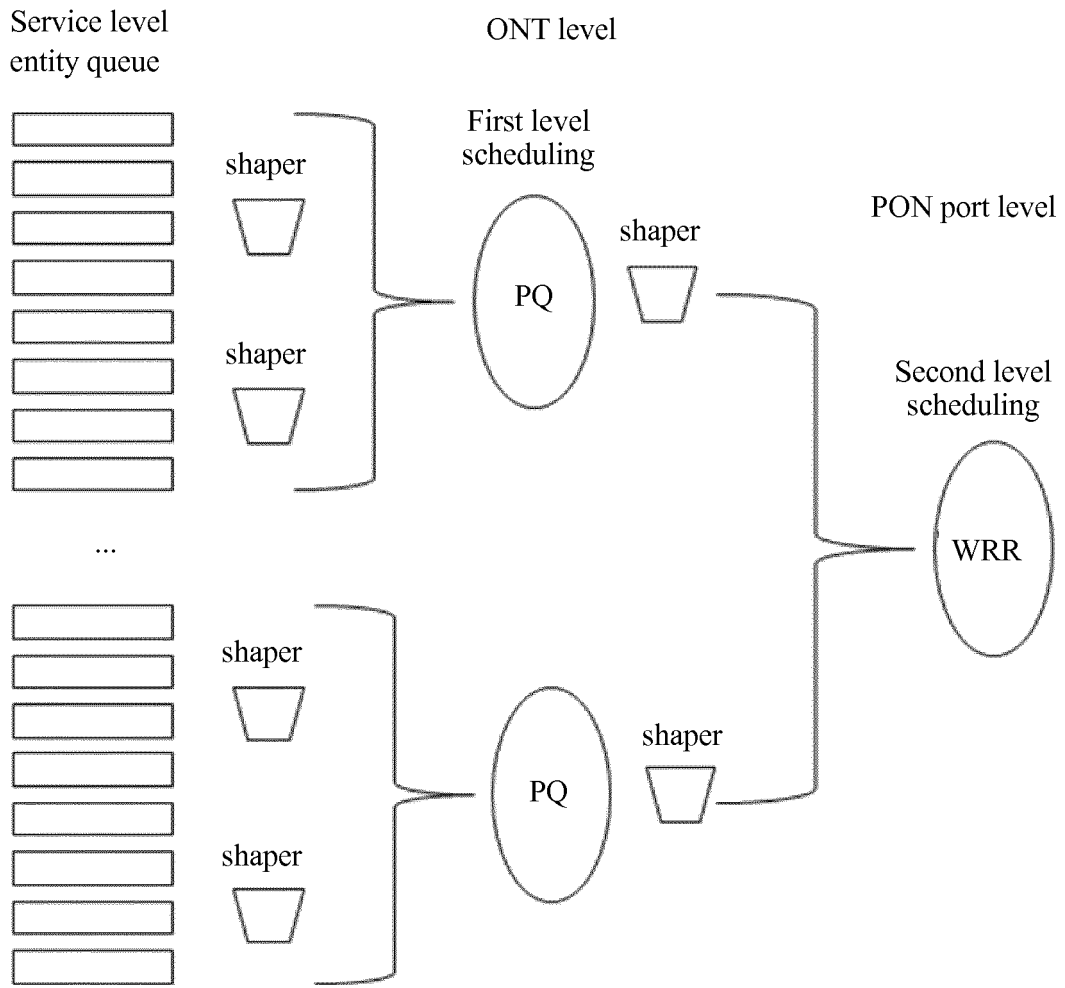 Service level
entity queue
ONT level
First level
scheduling
shaper
PQ
shaper
PON port level
shaper
Second level
scheduling
WRR
...
shaper
PQ
shaper
shaper